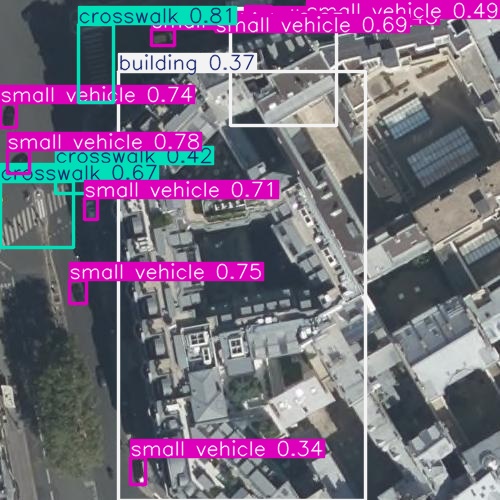 small vehicle 0.49
crosswalk 0.81
small vehicle 0.69
building 0.37
small vehicle 0.74
small vehicle 0.78
crosswalk 0.42
crosswalk 0.67
small vehicle 0.71
small vehicle 0.75
small vehicle 0.34